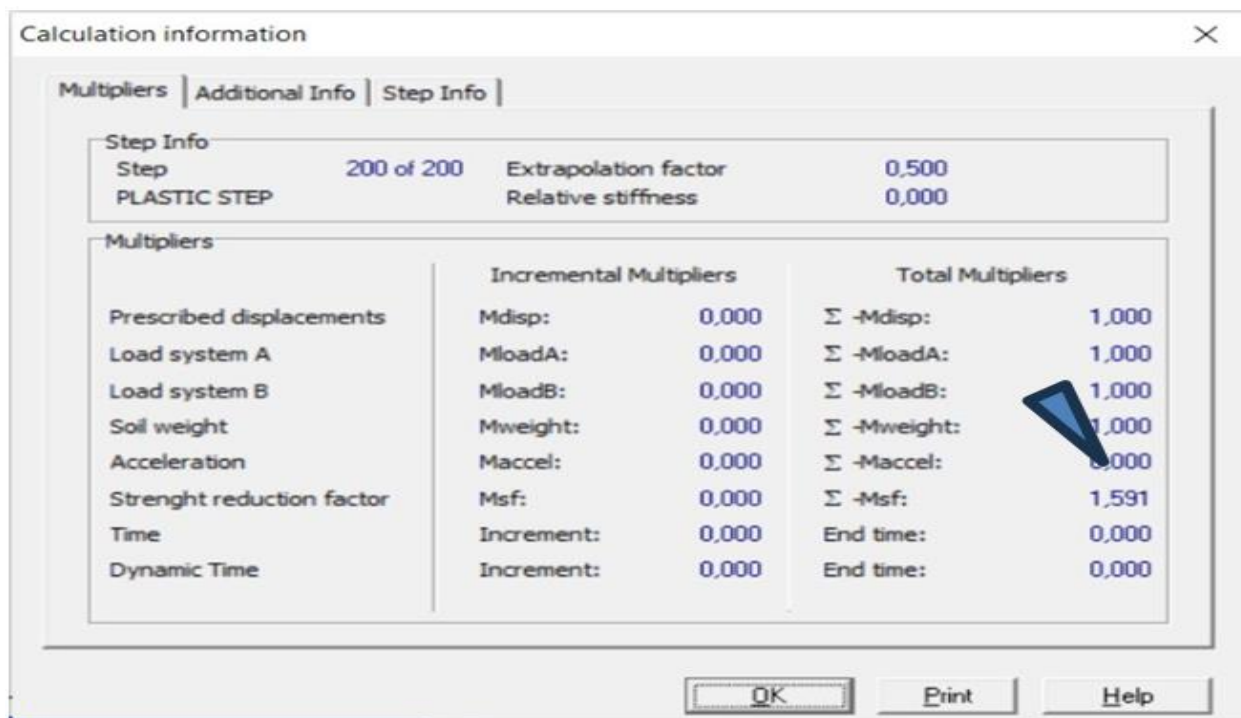 Calculation information
Multipliers Additional Info Step Info
Step Info
Step 200 of 200 Extrapolation factor 0,500
PLASTIC STEP Relative stiffness 0,000
Multipliers
Incremental Multipliers Total Multipliers
Prescribed displacements Mdisp: 0,000 Σ -Mdisp: 1,000
Load system A MloadA: 0,000 Σ -MloadA: 1,000
Load system B MloadB: 0,000 Σ -MloadB: 1,000
Soil weight Mweight: 0,000 Σ -Mweight: 1,000
Acceleration Maccel: 0,000 Σ -Maccel: 0,000
Strenght reduction factor Msf: 0,000 Σ -Msf: 1,591
Time Increment: 0,000 End time: 0,000
Dynamic Time Increment: 0,000 End time: 0,000
OK Print Help